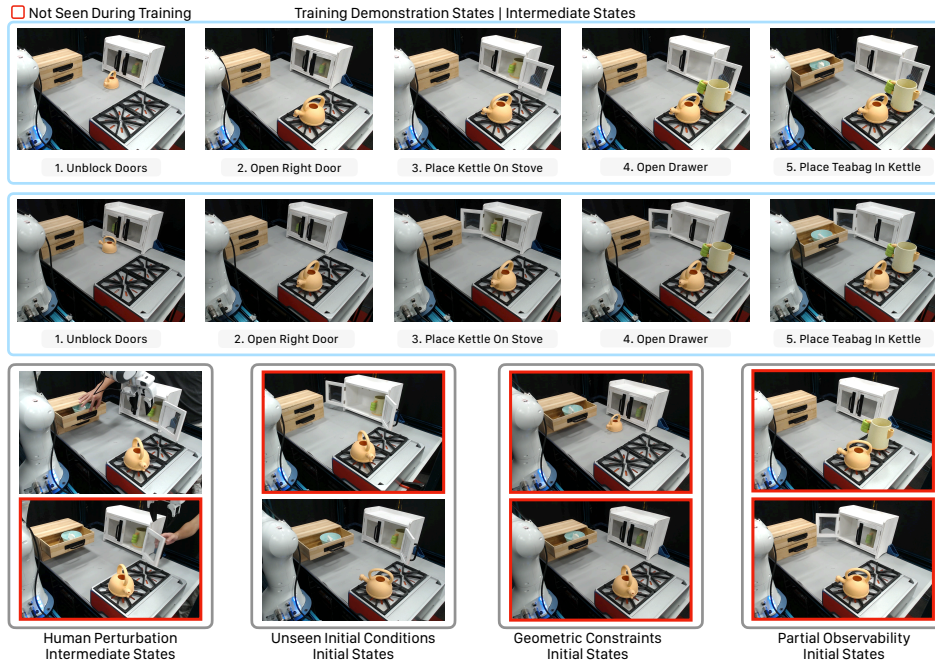 Not Seen During Training
Training Demonstration States | Intermediate States
1. Unblock Doors
2. Open Right Door
3. Place Kettle On Stove
4. Open Drawer
5. Place Teabag In Kettle
1. Unblock Doors
2. Open Right Door
3. Place Kettle On Stove
4. Open Drawer
5. Place Teabag In Kettle
Human Perturbation
Intermediate States
Unseen Initial Conditions
Initial States
Geometric Constraints
Initial States
Partial Observability
Initial States